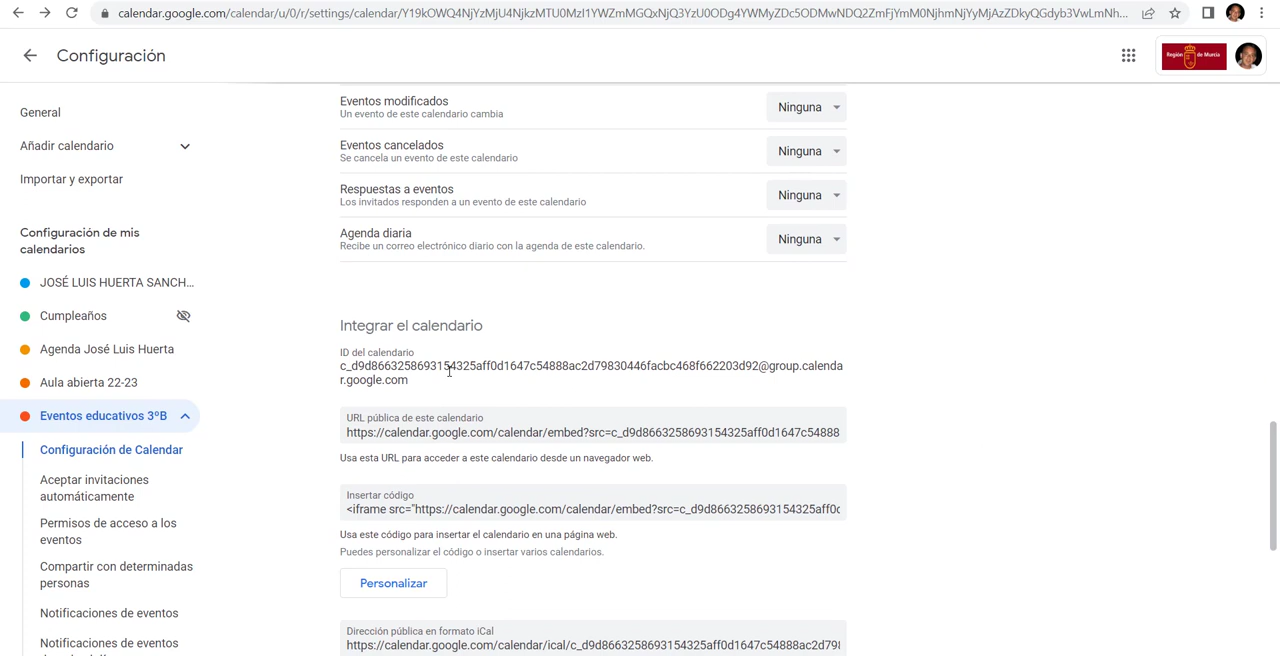 calendar.google.com/calendar/u/0/r/settings/calendar/Y19kOWQ4NjYzMjU4NjkzMTU0MzI1YWZmMGQxNjQ3YzU0ODg4YWMyZDc5ODMwNDQ2ZmFjYmM0NjhmNjYyMjAzZDkyQGdyb3VwLmNh...
Configuración
Región de Murcia
General
Añadir calendario
Importar y exportar
Configuración de mis
calendarios
JOSÉ LUIS HUERTA SANCH...
Cumpleaños
Agenda José Luis Huerta
Aula abierta 22-23
Eventos educativos 3ºB
Configuración de Calendar
Aceptar invitaciones
automáticamente
Permisos de acceso a los
eventos
Compartir con determinadas
personas
Notificaciones de eventos
Notificaciones de eventos
Eventos modificados
Un evento de este calendario cambia
Ninguna
Eventos cancelados
Se cancela un evento de este calendario
Ninguna
Respuestas a eventos
Los invitados responden a un evento de este calendario
Ninguna
Agenda diaria
Recibe un correo electrónico diario con la agenda de este calendario.
Ninguna
Integrar el calendario
ID del calendario
c_d9d8663258693154325aff0d1647c54888ac2d79830446facbc468f662203d92@group.calenda
r.google.com
URL pública de este calendario
https://calendar.google.com/calendar/embed?src=c_d9d8663258693154325aff0d1647c54888
Usa esta URL para acceder a este calendario desde un navegador web.
Insertar código
<iframe src="https://calendar.google.com/calendar/embed?src=c_d9d8663258693154325aff0d
Usa este código para insertar el calendario en una página web.
Puedes personalizar el código o insertar varios calendarios.
Personalizar
Dirección pública en formato iCal
https://calendar.google.com/calendar/ical/c_d9d8663258693154325aff0d1647c54888ac2d798